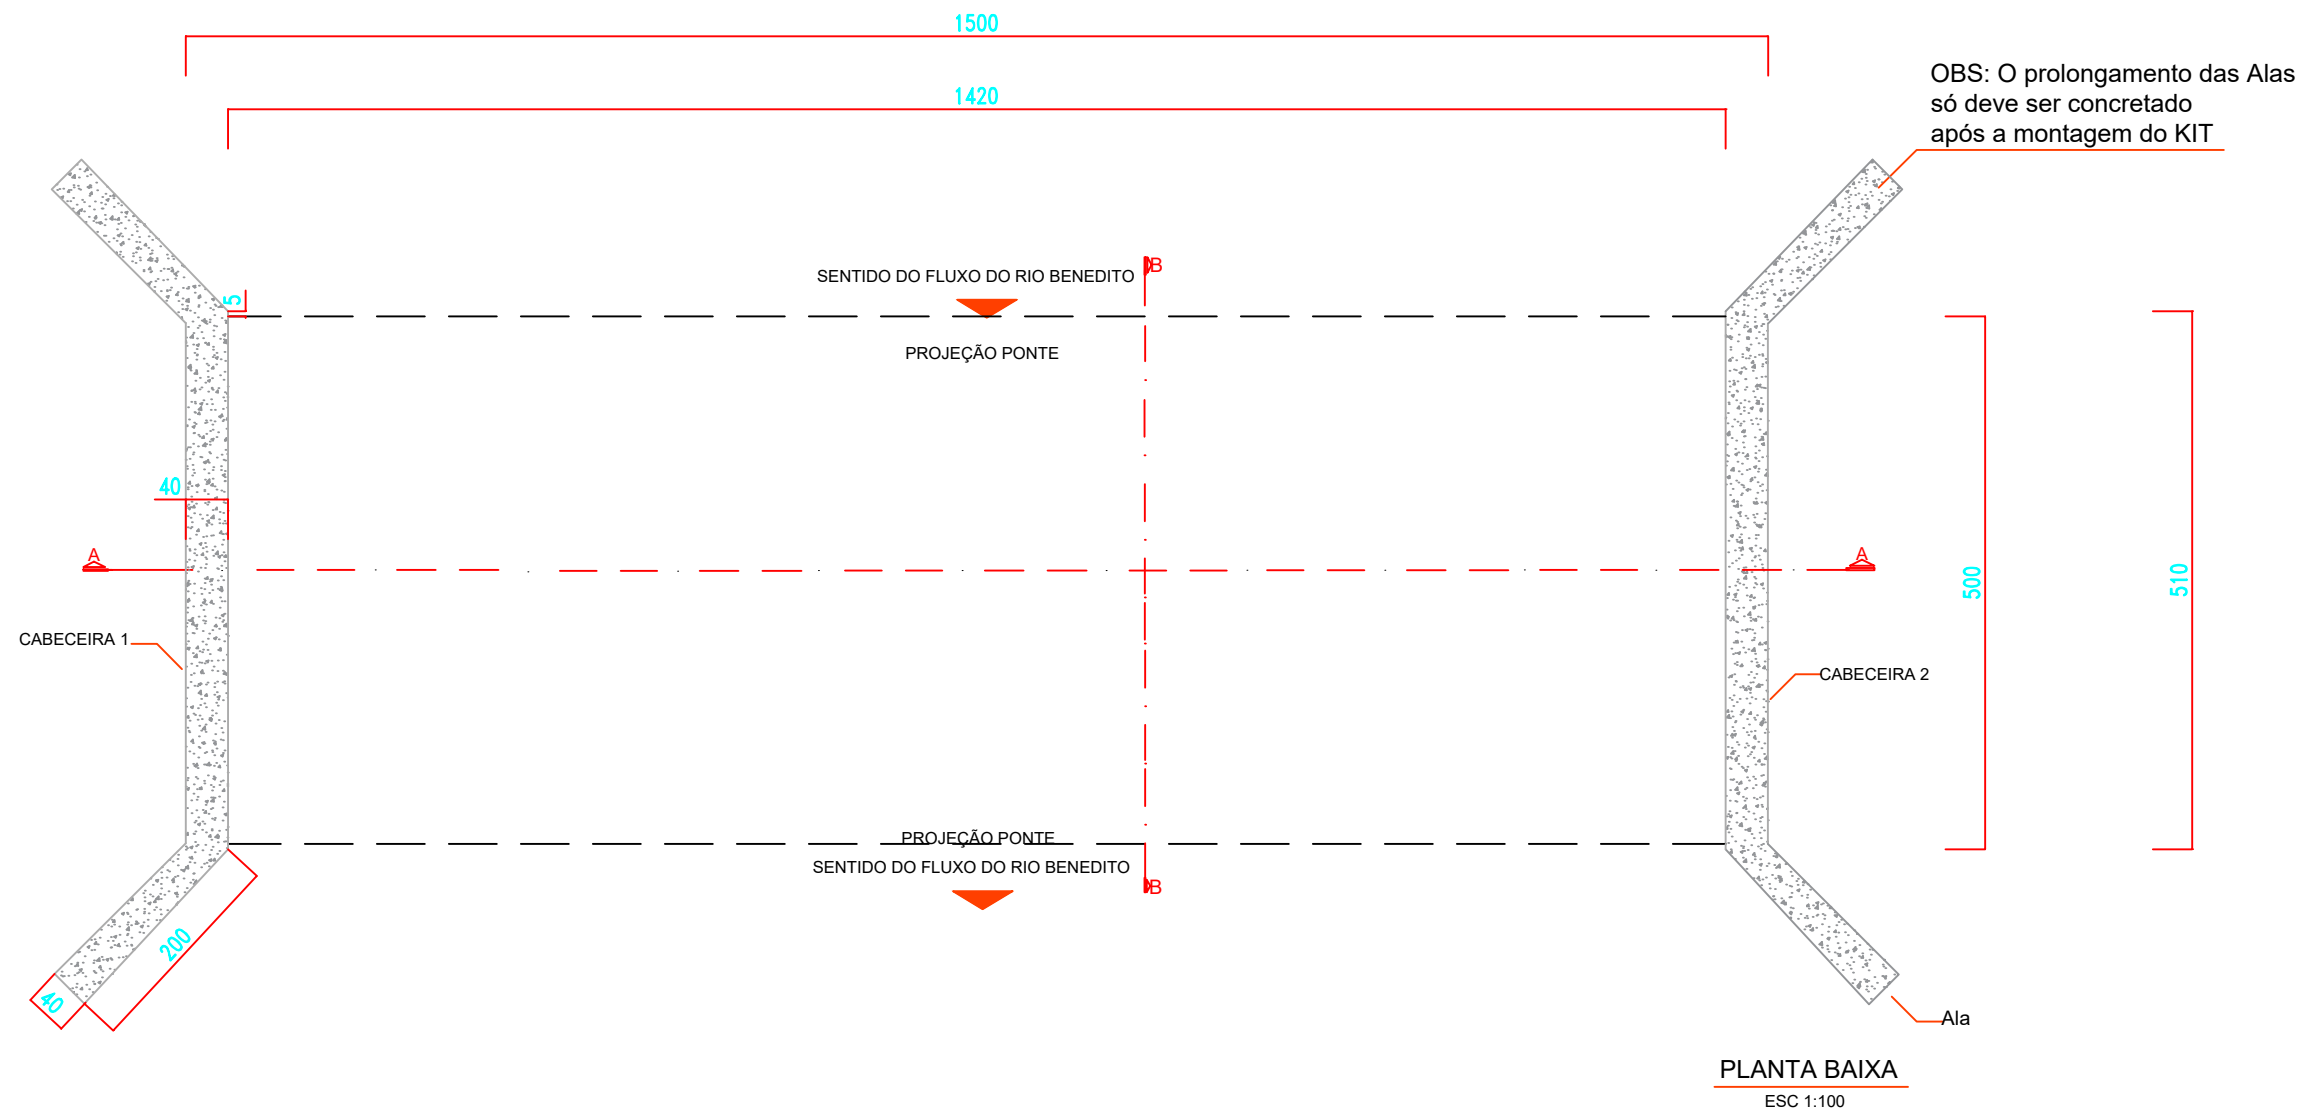 1500
1420
OBS: O prolongamento das Alas
só deve ser concretado
após a montagem do KIT
B
SENTIDO DO FLUXO DO RIO BENEDITO
5
PROJEÇÃO PONTE
40
A
A
500
510
CABECEIRA 1
CABECEIRA 2
PROJEÇÃO PONTE
SENTIDO DO FLUXO DO RIO BENEDITO
B
200
40
Ala
PLANTA BAIXA
ESC 1:100